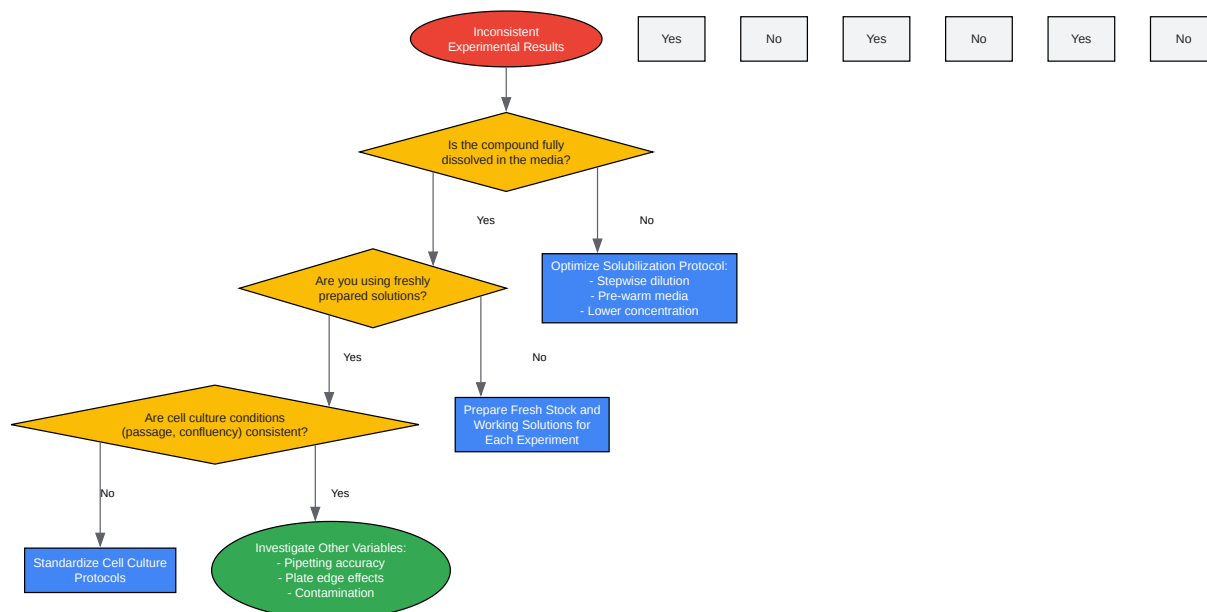 Inconsistent
Experimental Results
Yes
No
Yes
No
Yes
No
Is the compound fully
dissolved in the media?
Yes
No
Are you using freshly
prepared solutions?
Optimize Solubilization Protocol:
- Stepwise dilution
- Pre-warm media
- Lower concentration
Yes
No
Are cell culture conditions
(passage, confluency) consistent?
Prepare Fresh Stock and
Working Solutions for
Each Experiment
No
Yes
Standardize Cell Culture
Protocols
Investigate Other Variables:
- Pipetting accuracy
- Plate edge effects
- Contamination